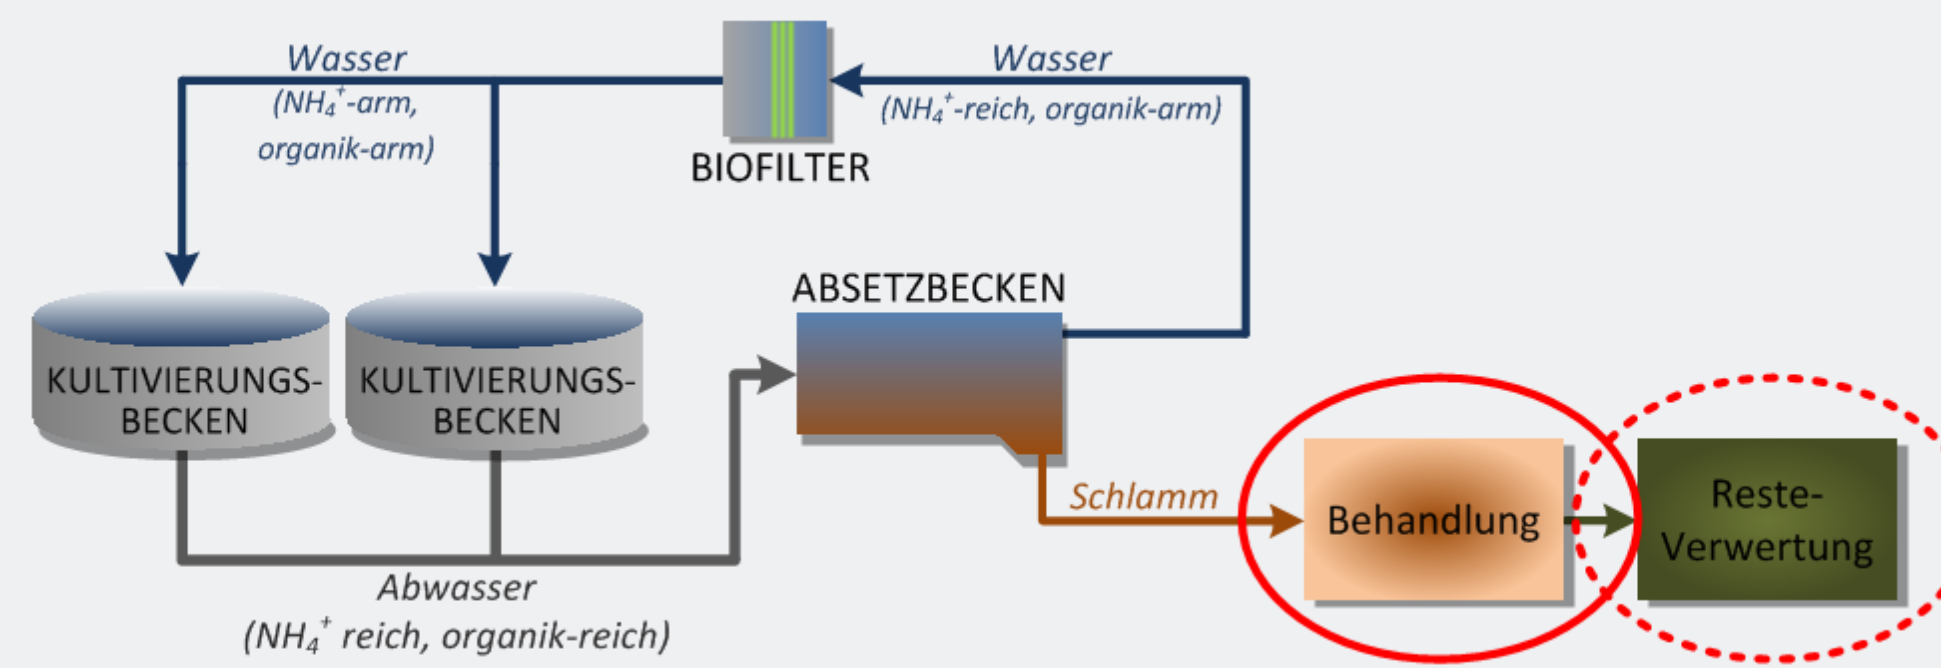 Wasser
(NH₄⁺-arm,
organik-arm)
BIOFILTER
Wasser
(NH₄⁺-reich, organik-arm)
ABSETZBECKEN
KULTIVIERUNGS-
BECKEN
KULTIVIERUNGS-
BECKEN
Schlamm
Behandlung
Reste-
Verwertung
Abwasser
(NH₄⁺ reich, organik-reich)